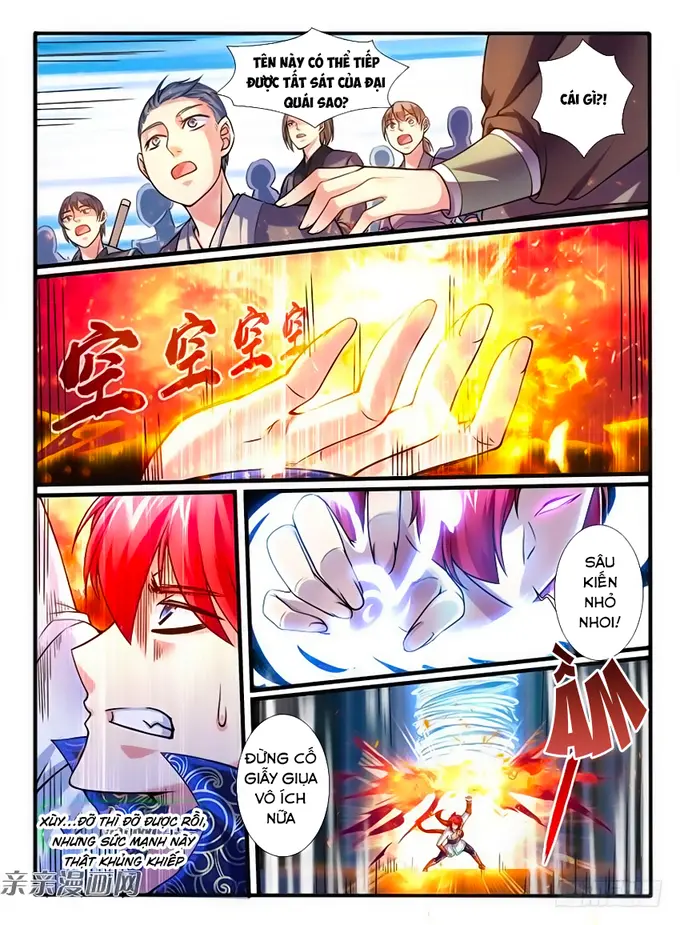 TÊN NÀY CÓ THỂ TIẾP
ĐƯỢC TẤT SÁT CỦA ĐẠI
QUÁI SAO?
CÁI GÌ?!
空 空 空 空
SÂU
KIẾN
NHỎ
NHOI!
XÙY...ĐỠ THÌ ĐỠ ĐƯỢC RỒI,
NHƯNG SỨC MẠNH NÀY
THẬT KHỦNG KHIẾP
ẦM
ĐỪNG CỐ
GIẪY GIỤA
VÔ ÍCH
NỮA
亲亲漫画网